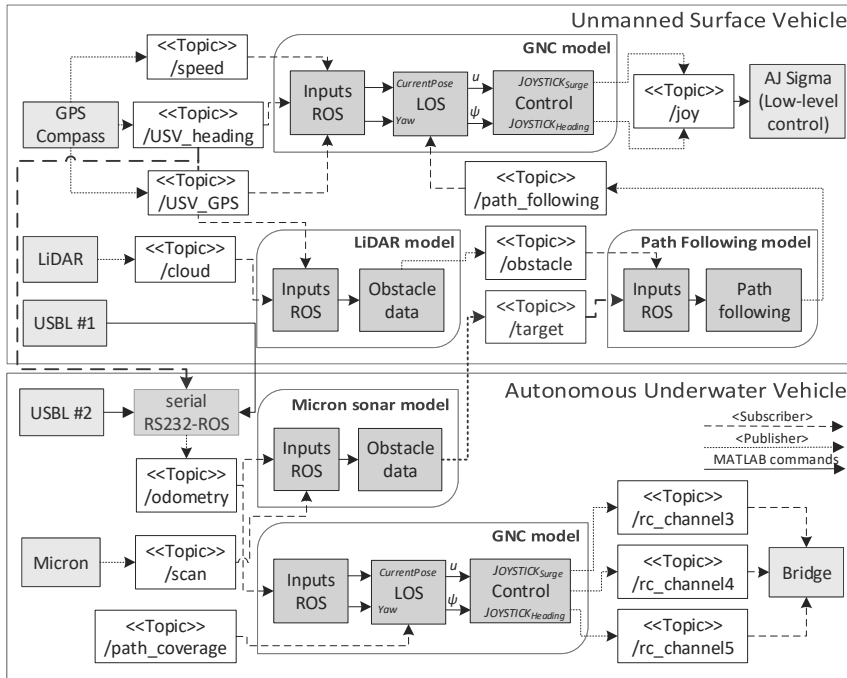 Unmanned Surface Vehicle
<<Topic>>
/speed
GNC model
Inputs
ROS
CurrentPose
LOS
Yaw
u
ψ
JOYSTICKSurge
Control
JOYSTICKHeading
<<Topic>>
/joy
AJ Sigma
(Low-level
control)
GPS
Compass
<<Topic>>
/USV_heading
<<Topic>>
/USV_GPS
<<Topic>>
/path_following
LiDAR
<<Topic>>
/cloud
LiDAR model
Inputs
ROS
Obstacle
data
<<Topic>>
/obstacle
<<Topic>>
/target
Path Following model
Inputs
ROS
Path
following
USBL #1
Autonomous Underwater Vehicle
USBL #2
serial
RS232-ROS
Micron sonar model
Inputs
ROS
Obstacle
data
<Subscriber>
<Publisher>
MATLAB commands
<<Topic>>
/odometry
Micron
<<Topic>>
/scan
<<Topic>>
/path_coverage
GNC model
Inputs
ROS
CurrentPose
LOS
Yaw
u
ψ
JOYSTICKSurge
Control
JOYSTICKHeading
<<Topic>>
/rc_channel3
<<Topic>>
/rc_channel4
<<Topic>>
/rc_channel5
Bridge